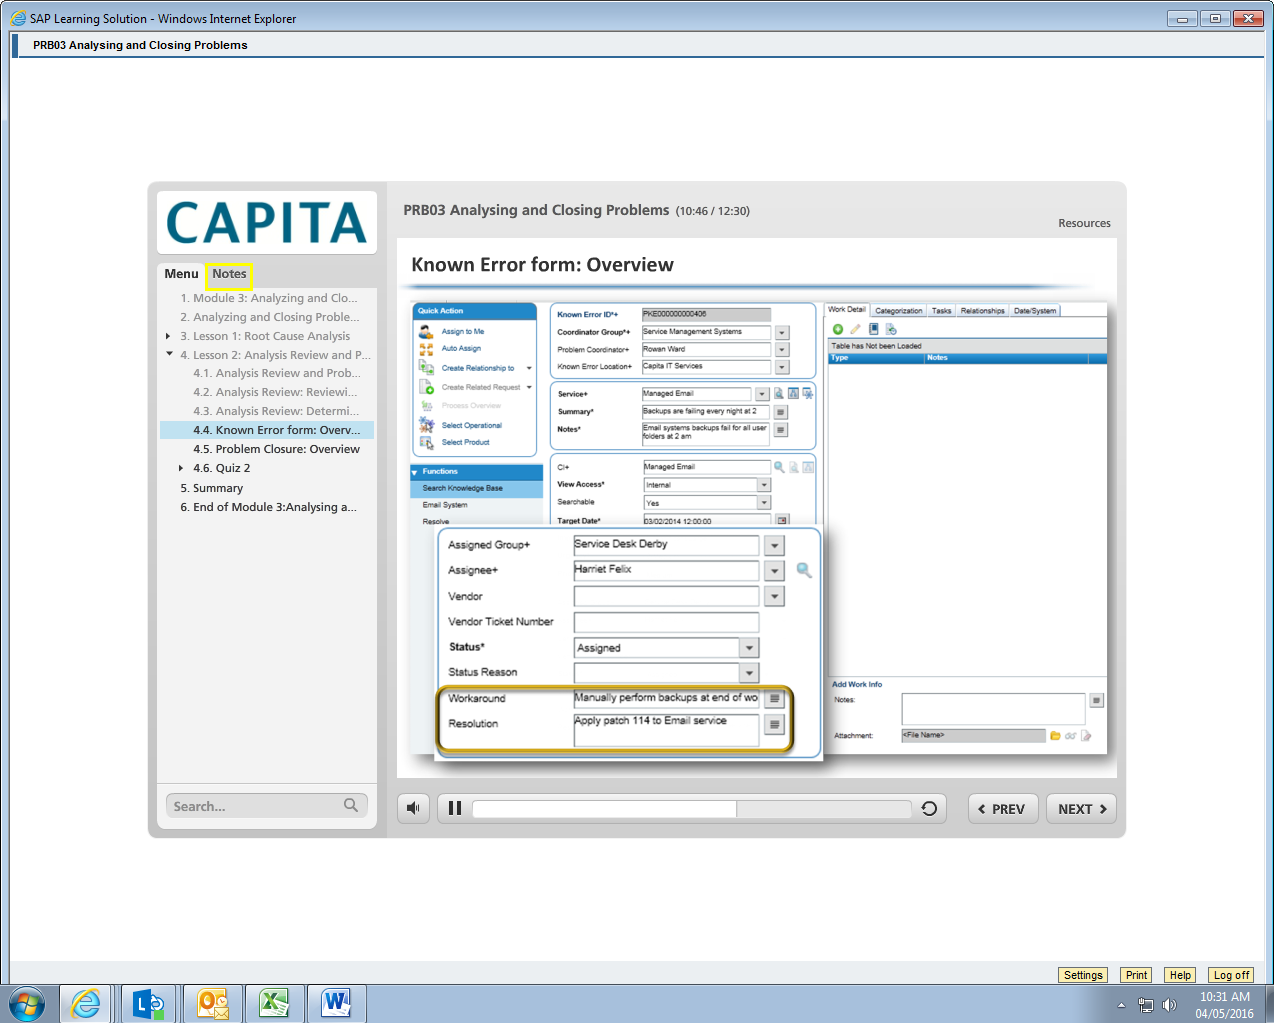 SAP Learning Solution - Windows Internet Explorer
PRB03 Analysing and Closing Problems
CAPITA
PRB03 Analysing and Closing Problems (10:46 / 12:30)
Resources
Menu
Notes
1. Module 3: Analyzing and Clo...
2. Analyzing and Closing Proble...
3. Lesson 1: Root Cause Analysis
4. Lesson 2: Analysis Review and P...
4.1. Analysis Review and Prob...
4.2. Analysis Review: Reviewi...
4.3. Analysis Review: Determi...
4.4. Known Error form: Overv...
4.5. Problem Closure: Overview
4.6. Quiz 2
5. Summary
6. End of Module 3:Analysing a...
Search...
Known Error form: Overview
Quick Action
Assign to Me
Auto Assign
Create Relationship to
Create Related Request
Process Overview
Select Operational
Select Product
Functions
Search Knowledge Base
Email System
Resolve
Known Error ID*+ PKE000000000406
Coordinator Group*+ Service Management Systems
Problem Coordinator+ Rowan Ward
Known Error Location+ Capita IT Services
Service+ Managed Email
Summary* Backups are failing every night at 2
Notes* Email systems backups fail for all user
folders at 2 am
CI+ Managed Email
View Access* Internal
Searchable Yes
Target Date* 03/02/2014 12:00:00
Assigned Group+ Service Desk Derby
Assignee+ Harriet Felix
Vendor
Vendor Ticket Number
Status* Assigned
Status Reason
Workaround Manually perform backups at end of wo
Resolution Apply patch 114 to Email service
Work Detail Categorization Tasks Relationships Date/System
Table has Not been Loaded
Type Notes
Add Work Info
Notes:
Attachment: <File Name>
PREV
NEXT
Settings Print Help Log off
10:31 AM
04/05/2016